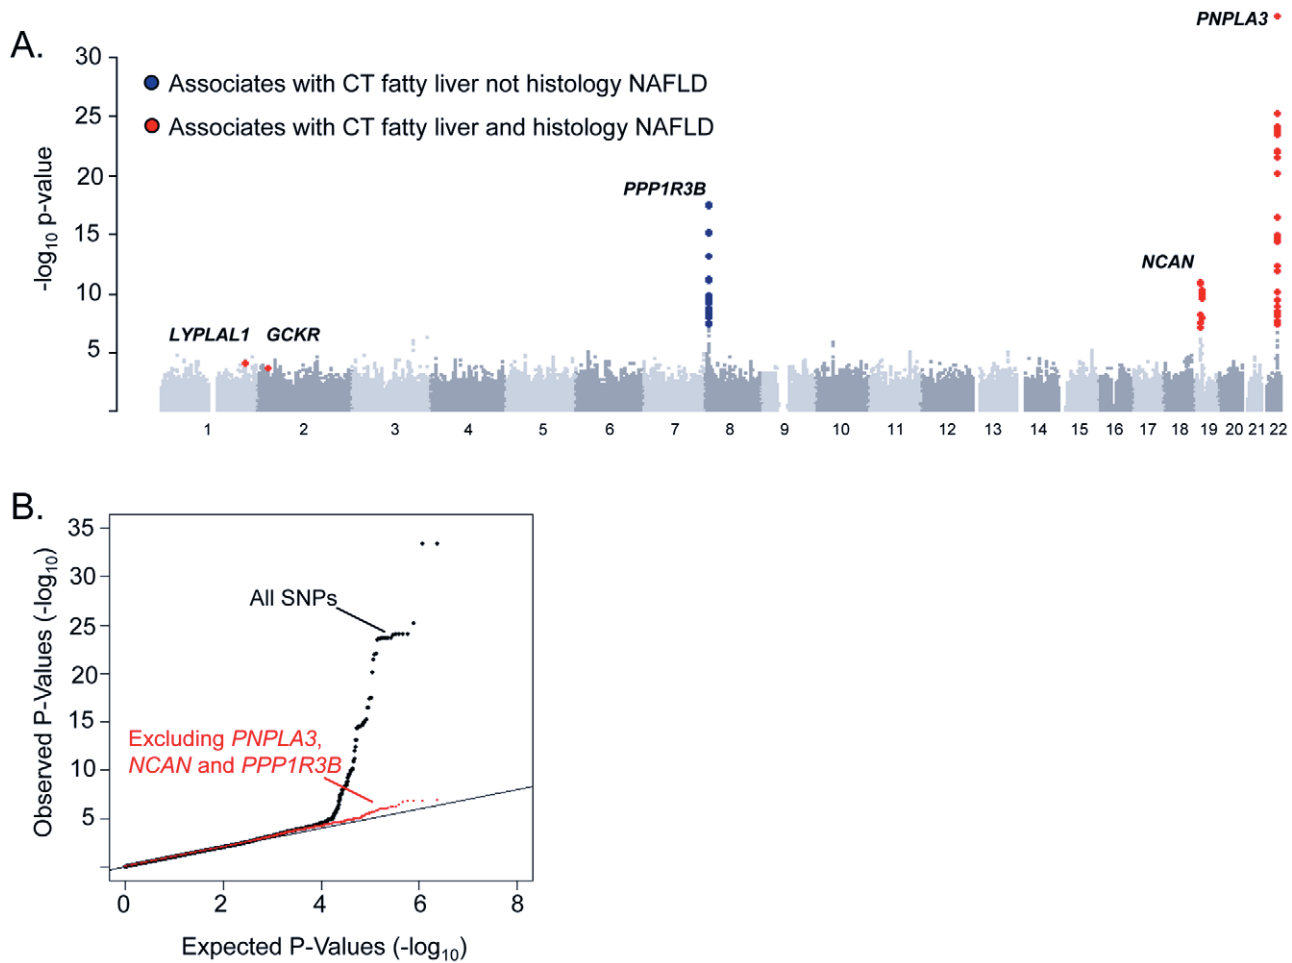 A.
PNPLA3
30
Associates with CT fatty liver not histology NAFLD
25
Associates with CT fatty liver and histology NAFLD
20
PPP1R3B
15
NCAN
10
LYPLAL1 GCKR
5
-log10 p-value
1 2 3 4 5 6 7 8 9 10 11 12 13 14 15 16 17 18 19 20 21 22
B.
35
30
All SNPs
25
20
15
Excluding PNPLA3,
NCAN and PPP1R3B
10
5
Observed P-Values (-log10)
0 2 4 6 8
Expected P-Values (-log10)